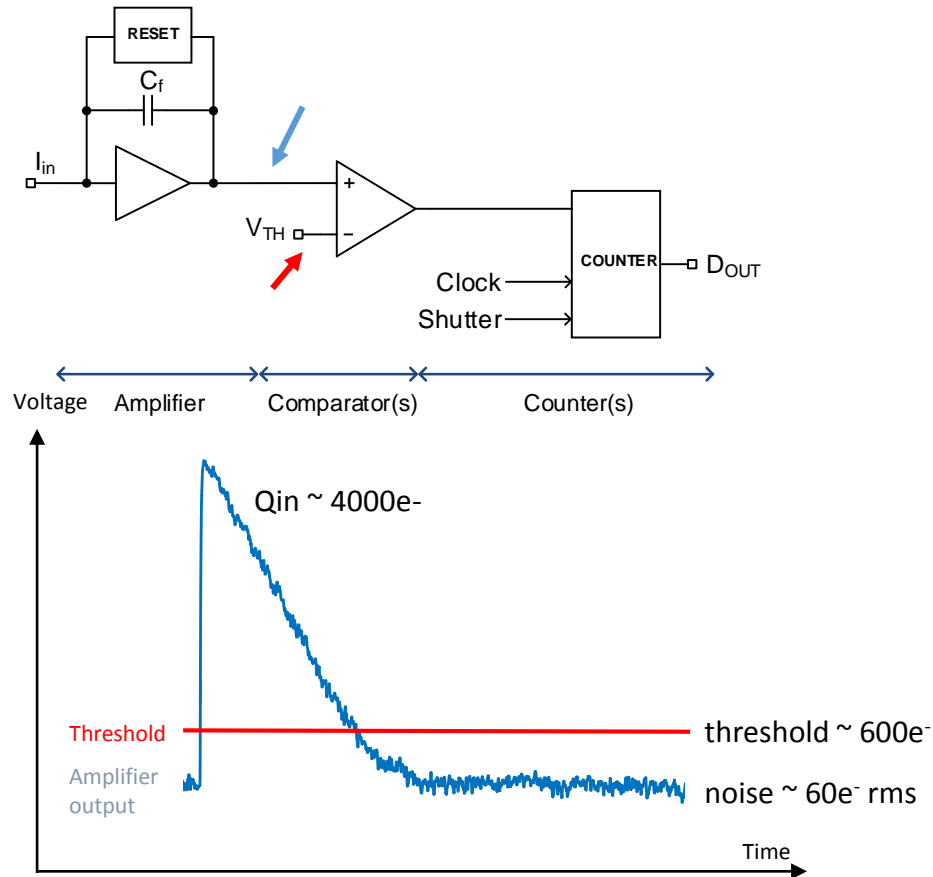 RESET
Cf
Iin
+
VTH
−
COUNTER
DOUT
Clock
Shutter
Voltage
Amplifier
Comparator(s)
Counter(s)
Qin ~ 4000e-
Threshold
threshold ~ 600e-
Amplifier
output
noise ~ 60e- rms
Time